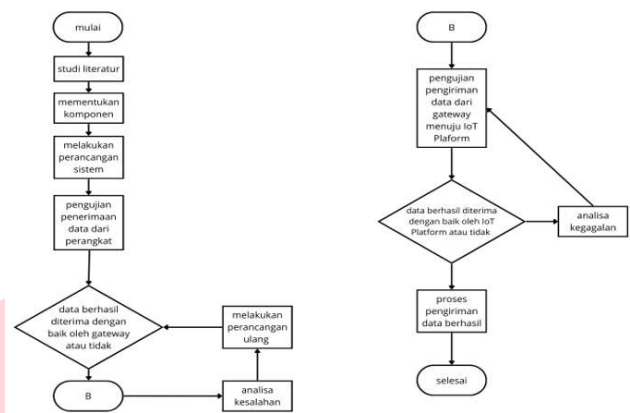 mulai
studi literatur
mementukan
komponen
melakukan
perancangan
sistem
pengujian
penerimaan
data dari
perangkat
data berhasil
diterima dengan
baik oleh gateway
atau tidak
melakukan
perancangan
ulang
B
analisa
kesalahan
B
pengujian
pengiriman
data dari
gateway
menuju IoT
Plaform
data berhasil diterima
dengan baik oleh IoT
Platform atau tidak
analisa
kegagalan
proses
pengiriman
data berhasil
selesai